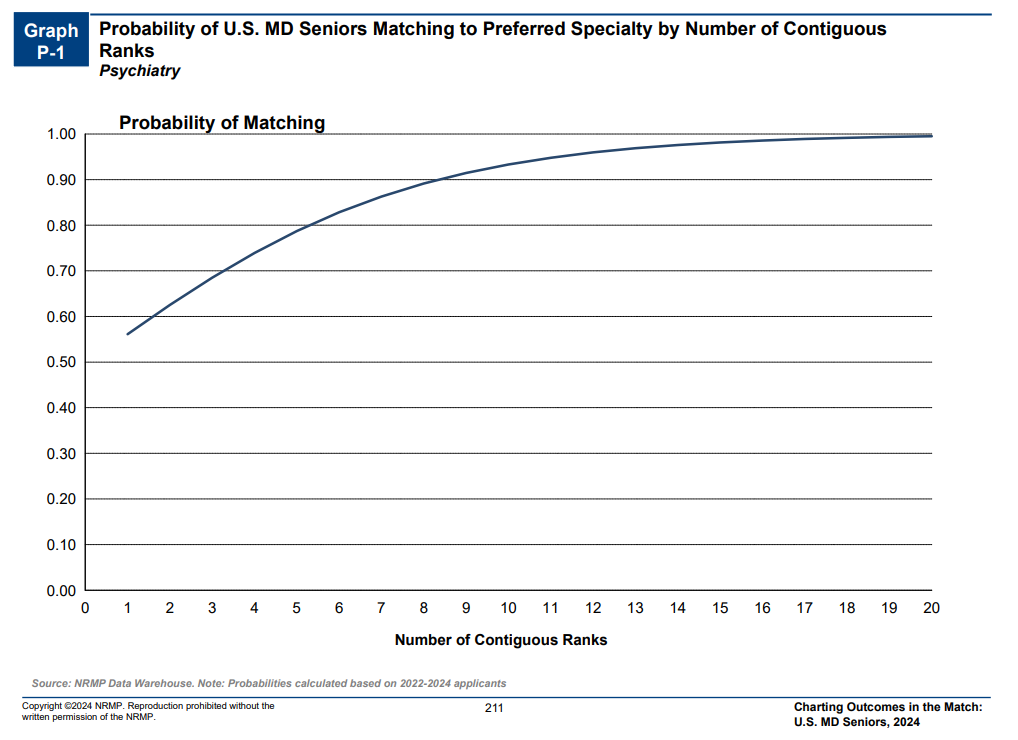 Graph
P-1
Probability of U.S. MD Seniors Matching to Preferred Specialty by Number of Contiguous
Ranks
Psychiatry
Probability of Matching
1.00
0.90
0.80
0.70
0.60
0.50
0.40
0.30
0.20
0.10
0.00
0 1 2 3 4 5 6 7 8 9 10 11 12 13 14 15 16 17 18 19 20
Number of Contiguous Ranks
Source: NRMP Data Warehouse. Note: Probabilities calculated based on 2022-2024 applicants
Copyright ©2024 NRMP. Reproduction prohibited without the
written permission of the NRMP.
211
Charting Outcomes in the Match:
U.S. MD Seniors, 2024